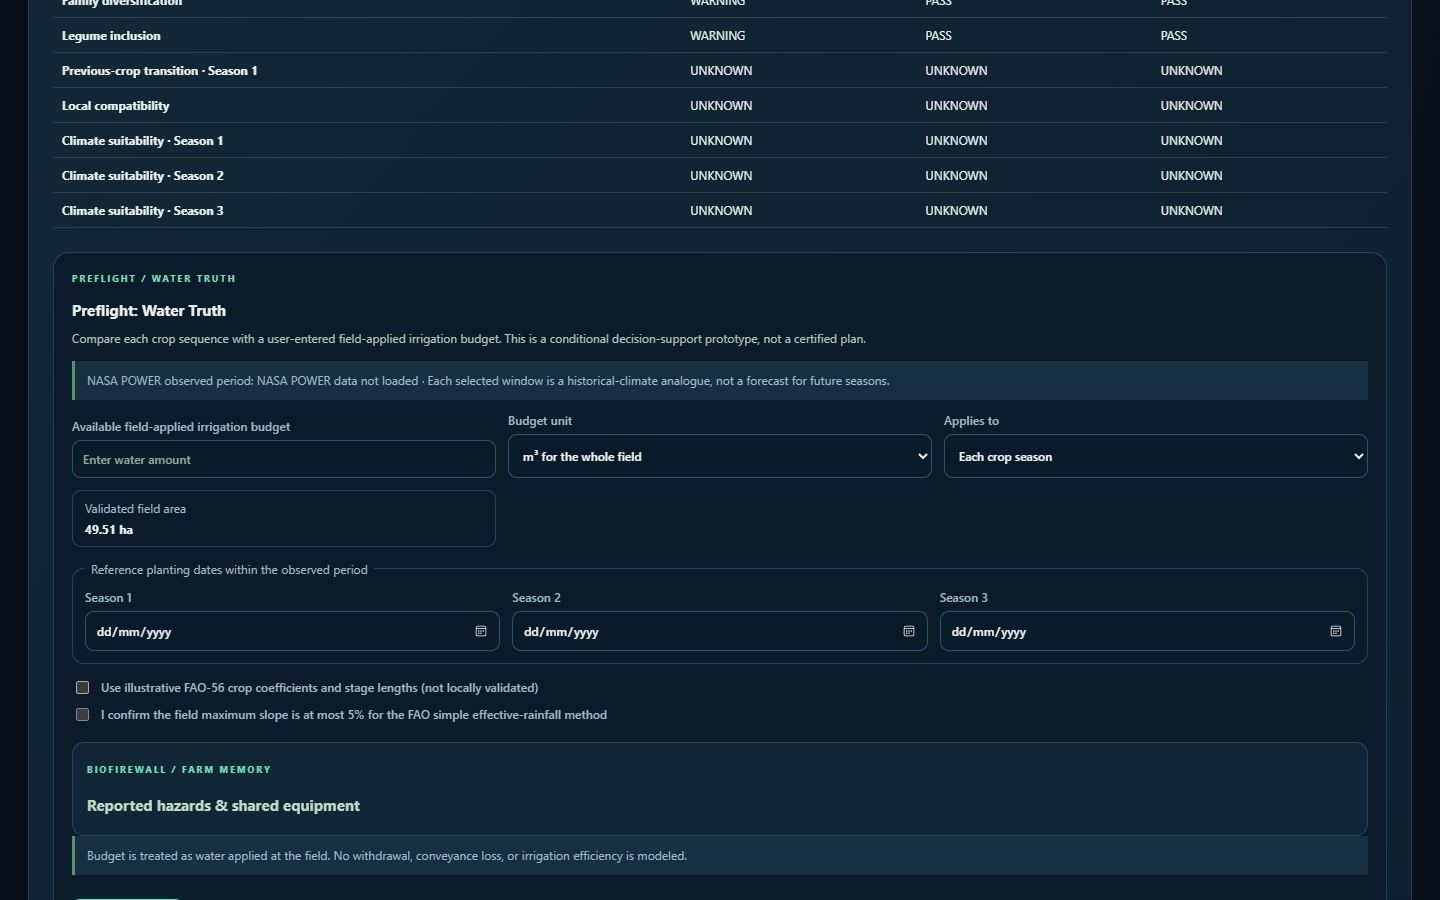 Family diversification WARNING PASS PASS
Legume inclusion WARNING PASS PASS
Previous-crop transition · Season 1 UNKNOWN UNKNOWN UNKNOWN
Local compatibility UNKNOWN UNKNOWN UNKNOWN
Climate suitability · Season 1 UNKNOWN UNKNOWN UNKNOWN
Climate suitability · Season 2 UNKNOWN UNKNOWN UNKNOWN
Climate suitability · Season 3 UNKNOWN UNKNOWN UNKNOWN
PREFLIGHT / WATER TRUTH
Preflight: Water Truth
Compare each crop sequence with a user-entered field-applied irrigation budget. This is a conditional decision-support prototype, not a certified plan.
NASA POWER observed period: NASA POWER data not loaded · Each selected window is a historical-climate analogue, not a forecast for future seasons.
Available field-applied irrigation budget
Enter water amount
Budget unit
m³ for the whole field
Applies to
Each crop season
Validated field area
49.51 ha
Reference planting dates within the observed period
Season 1 Season 2 Season 3
dd/mm/yyyy dd/mm/yyyy dd/mm/yyyy
Use illustrative FAO-56 crop coefficients and stage lengths (not locally validated)
I confirm the field maximum slope is at most 5% for the FAO simple effective-rainfall method
BIOFIREWALL / FARM MEMORY
Reported hazards & shared equipment
Budget is treated as water applied at the field. No withdrawal, conveyance loss, or irrigation efficiency is modeled.